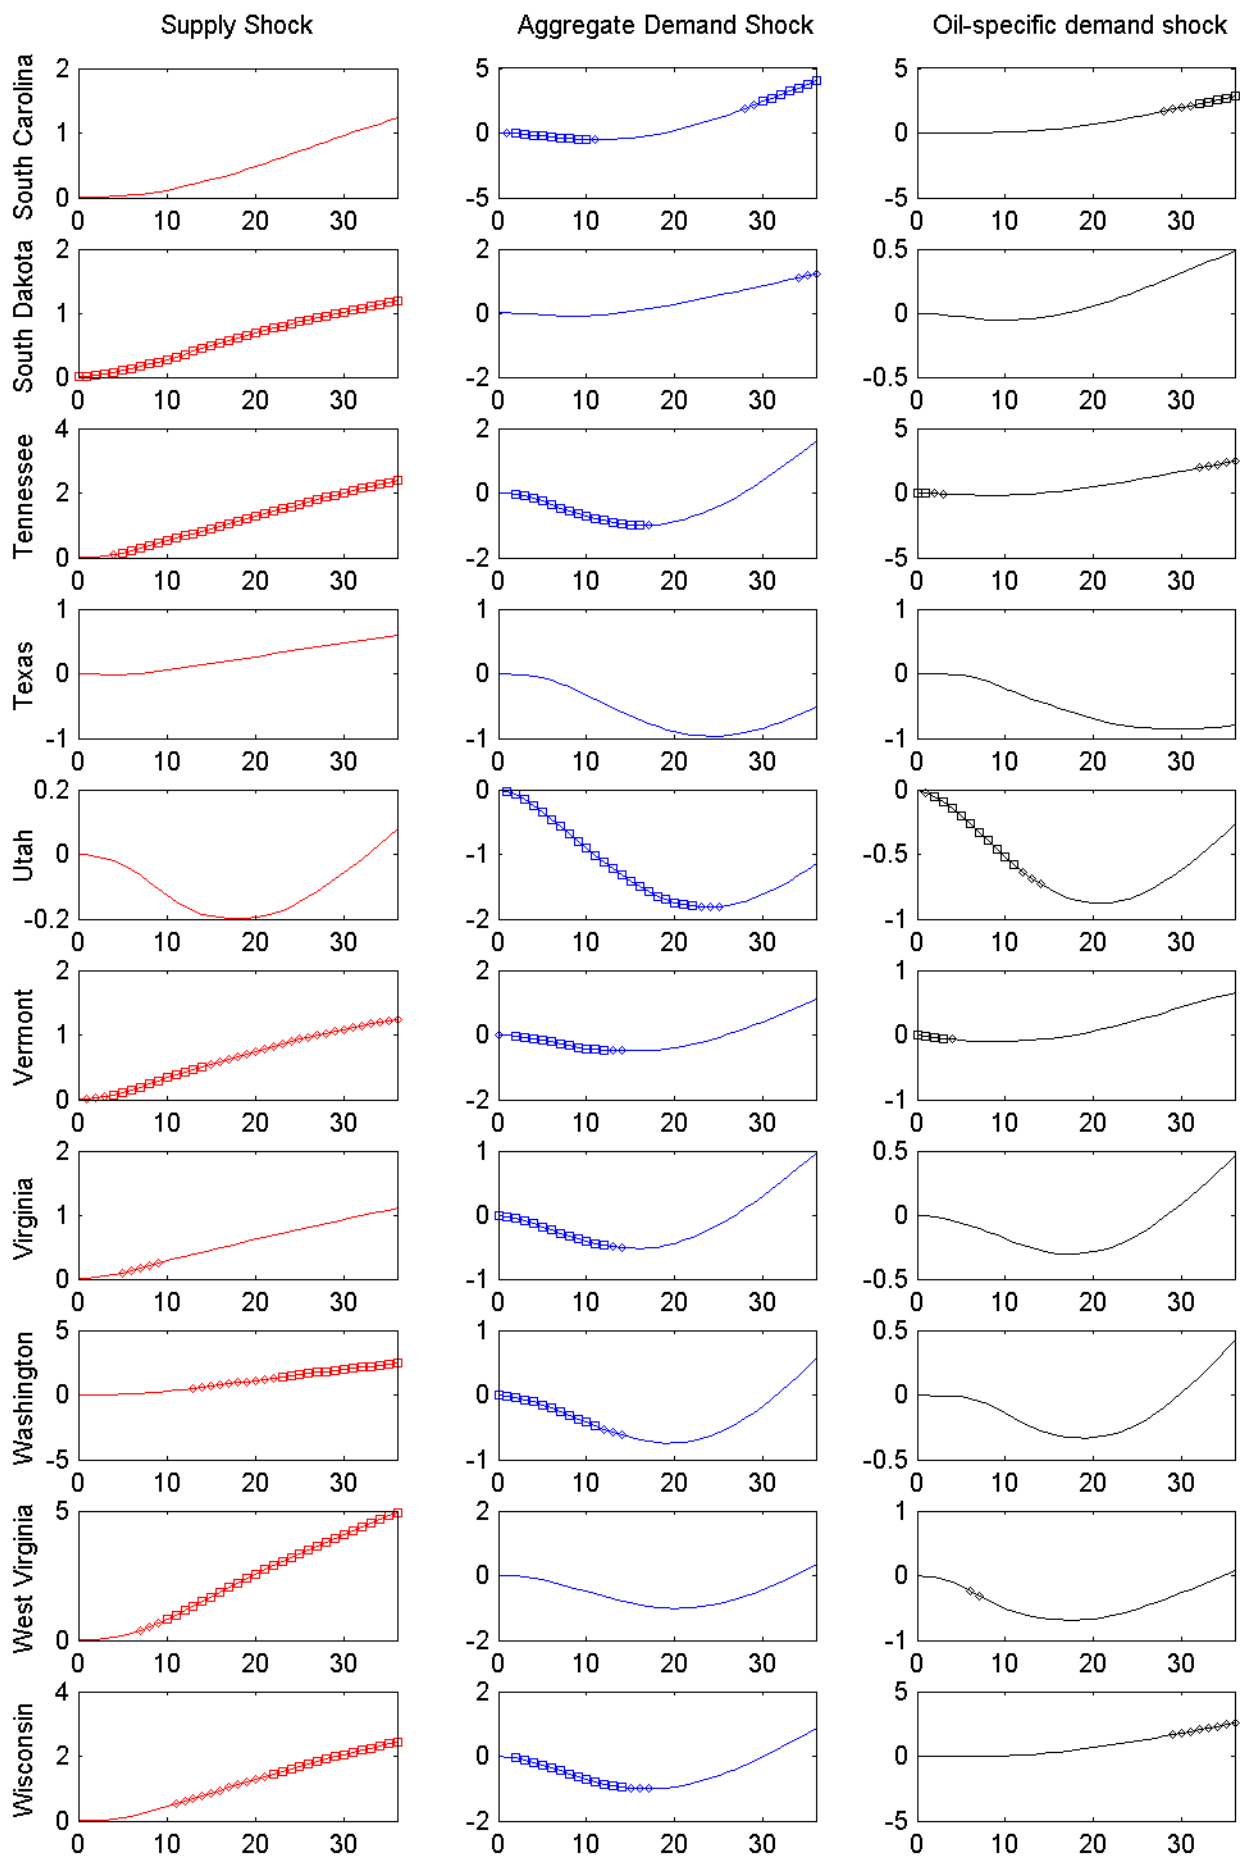 Supply Shock Aggregate Demand Shock Oil-specific demand shock
South Carolina
2 5 5
1 0 0
0 -5 -5
0 10 20 30 0 10 20 30 0 10 20 30
South Dakota
2 2 0.5
1 0 0
0 -2 -0.5
0 10 20 30 0 10 20 30 0 10 20 30
Tennessee
4 2 5
2 0 0
0 -2 -5
0 10 20 30 0 10 20 30 0 10 20 30
Texas
1 1 1
0 0 0
-1 -1 -1
0 10 20 30 0 10 20 30 0 10 20 30
Utah
0.2 0 0
0 -1 -0.5
-0.2 -2 -1
0 10 20 30 0 10 20 30 0 10 20 30
Vermont
2 2 1
1 0 0
0 -2 -1
0 10 20 30 0 10 20 30 0 10 20 30
Virginia
2 1 0.5
1 0 0
0 -1 -0.5
0 10 20 30 0 10 20 30 0 10 20 30
Washington
5 1 0.5
0 0 0
-5 -1 -0.5
0 10 20 30 0 10 20 30 0 10 20 30
West Virginia
5 2 1
0 0
0 -2 -1
0 10 20 30 0 10 20 30 0 10 20 30
Wisconsin
4 2 5
2 0 0
0 -2 -5
0 10 20 30 0 10 20 30 0 10 20 30